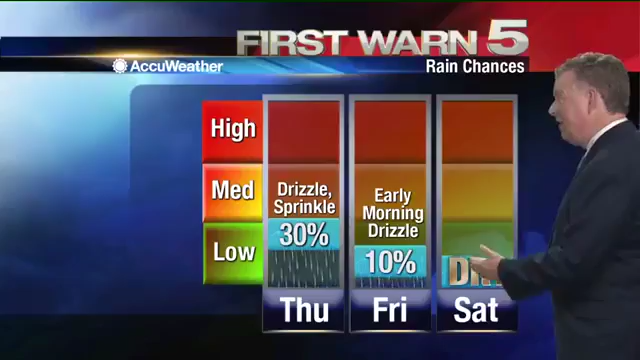 FIRST WARN 5
AccuWeather
Rain Chances
High
Med
Low
Drizzle,
Sprinkle
30%
Early
Morning
Drizzle
10%
Thu
Fri
Sat